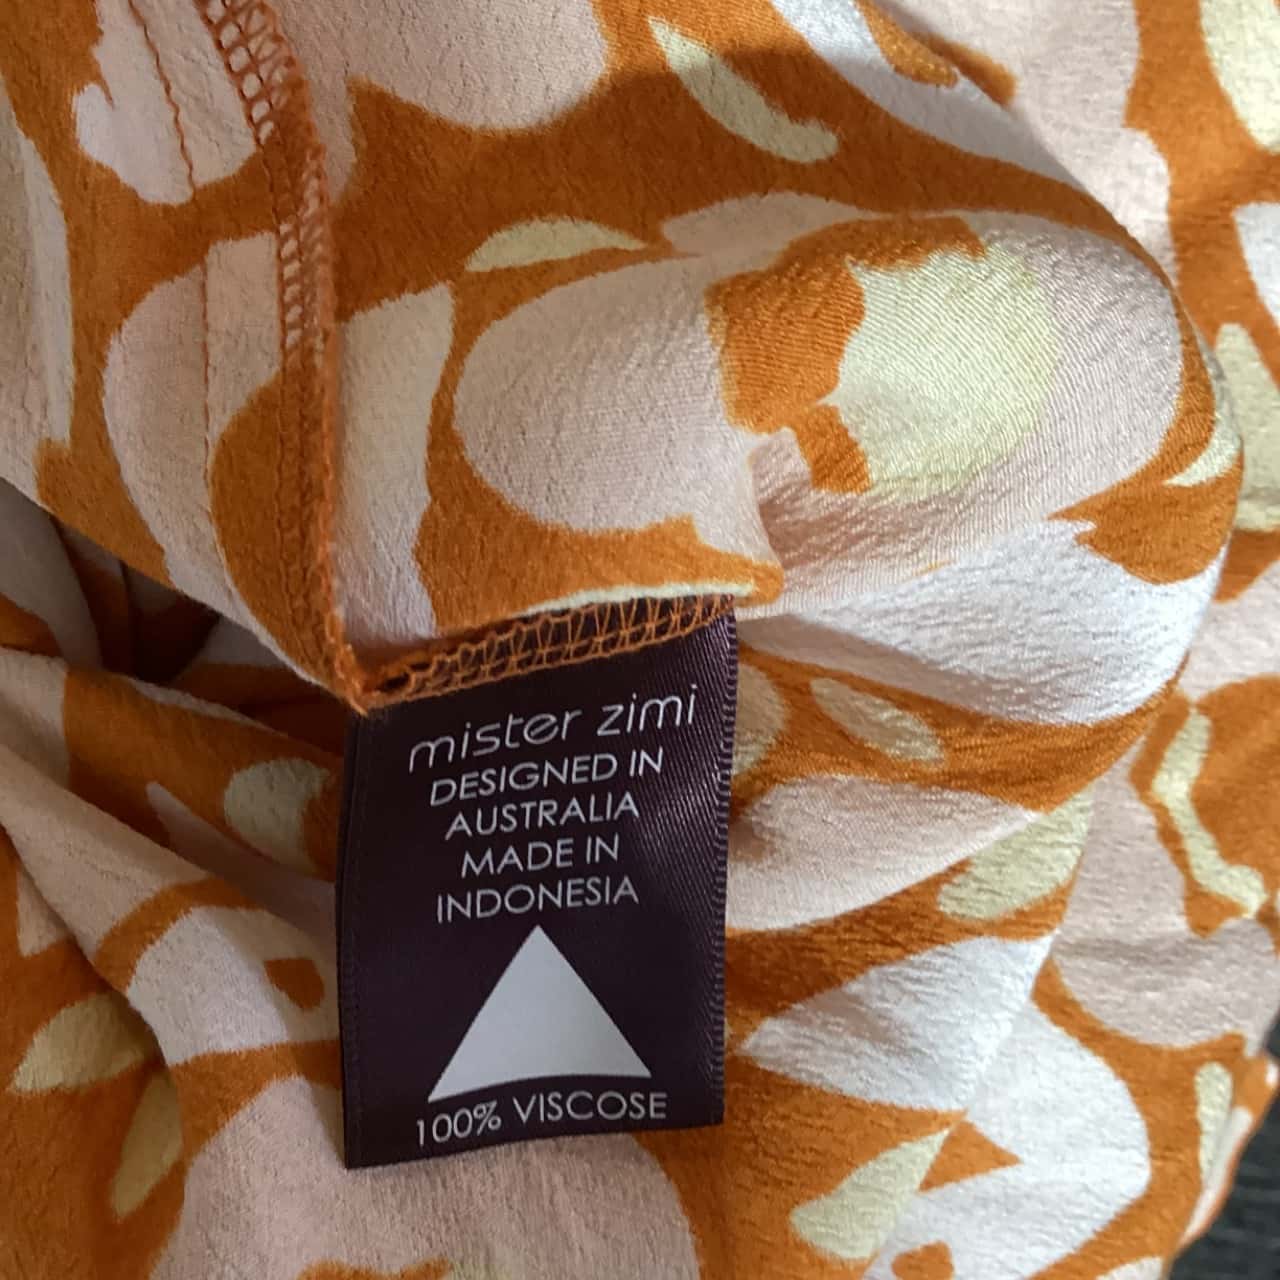 mister zimi
DESIGNED IN
AUSTRALIA
MADE IN
INDONESIA
100% VISCOSE